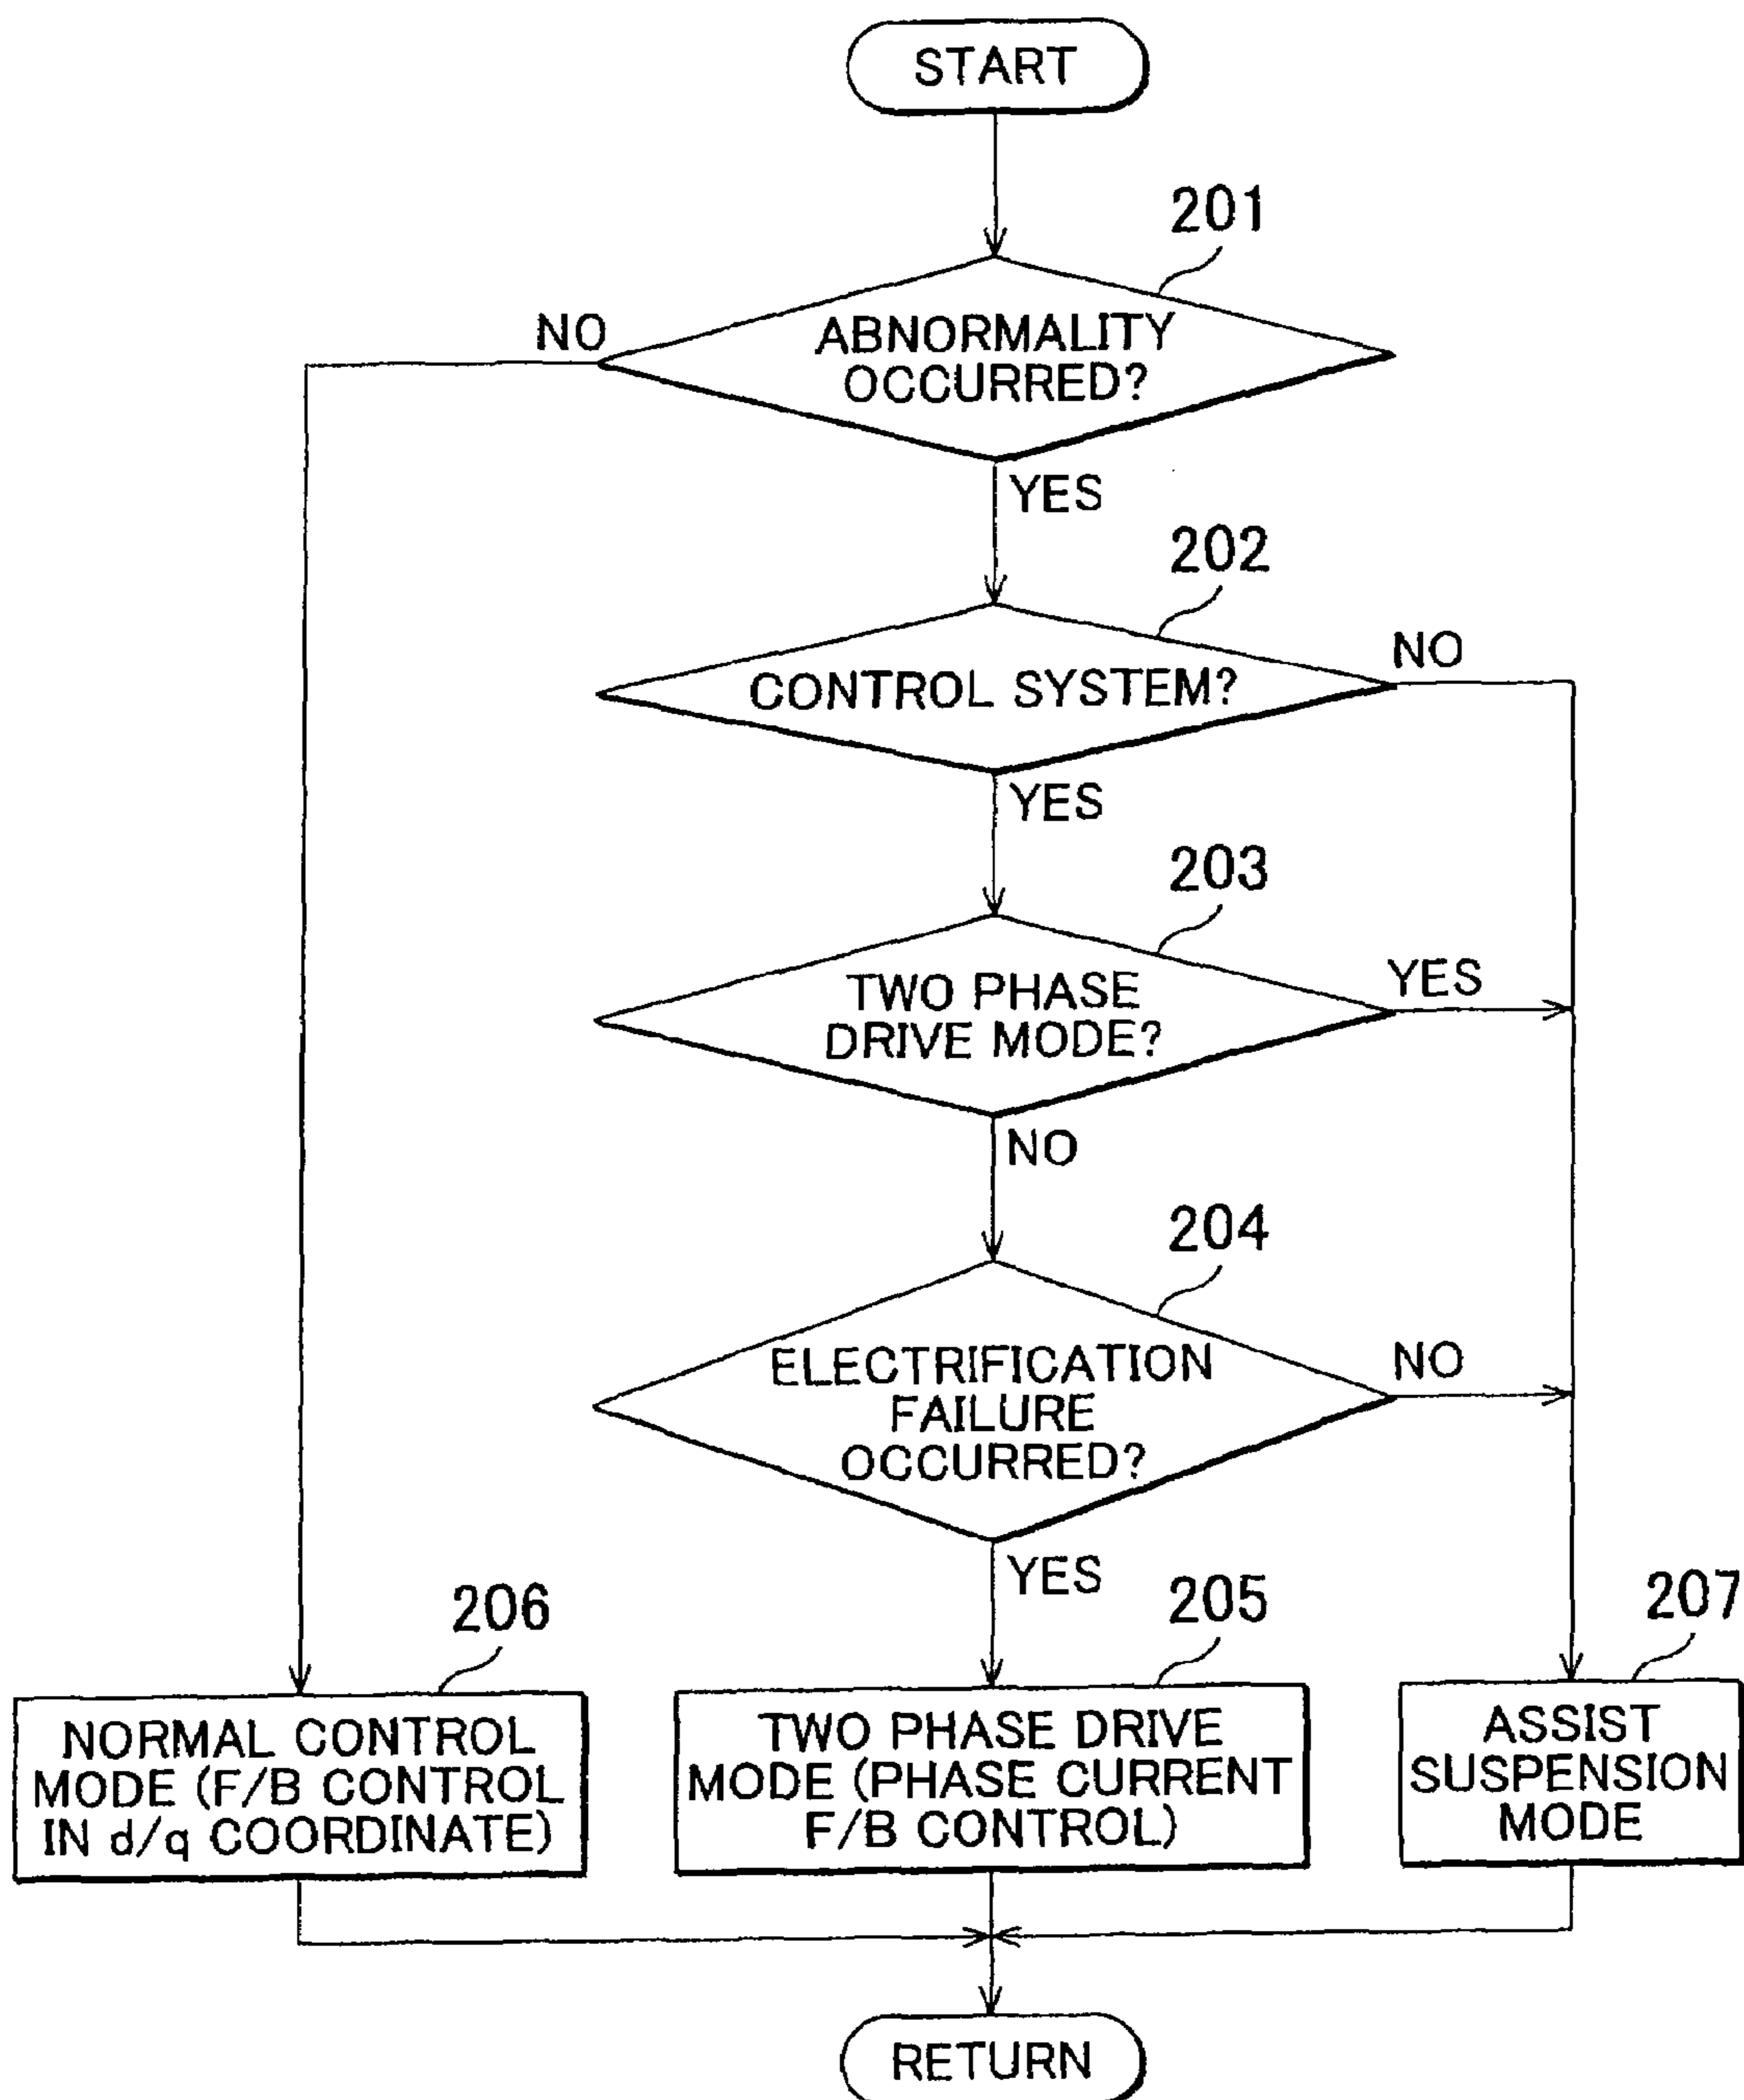 START
201
NO
ABNORMALITY
OCCURRED?
YES
202
NO
CONTROL SYSTEM?
YES
203
YES
TWO PHASE
DRIVE MODE?
NO
204
ELECTRIFICATION
FAILURE
OCCURRED?
NO
YES
206
NORMAL CONTROL
MODE (F/B CONTROL
IN d/q COORDINATE)
205
TWO PHASE DRIVE
MODE (PHASE CURRENT
F/B CONTROL)
207
ASSIST
SUSPENSION
MODE
RETURN